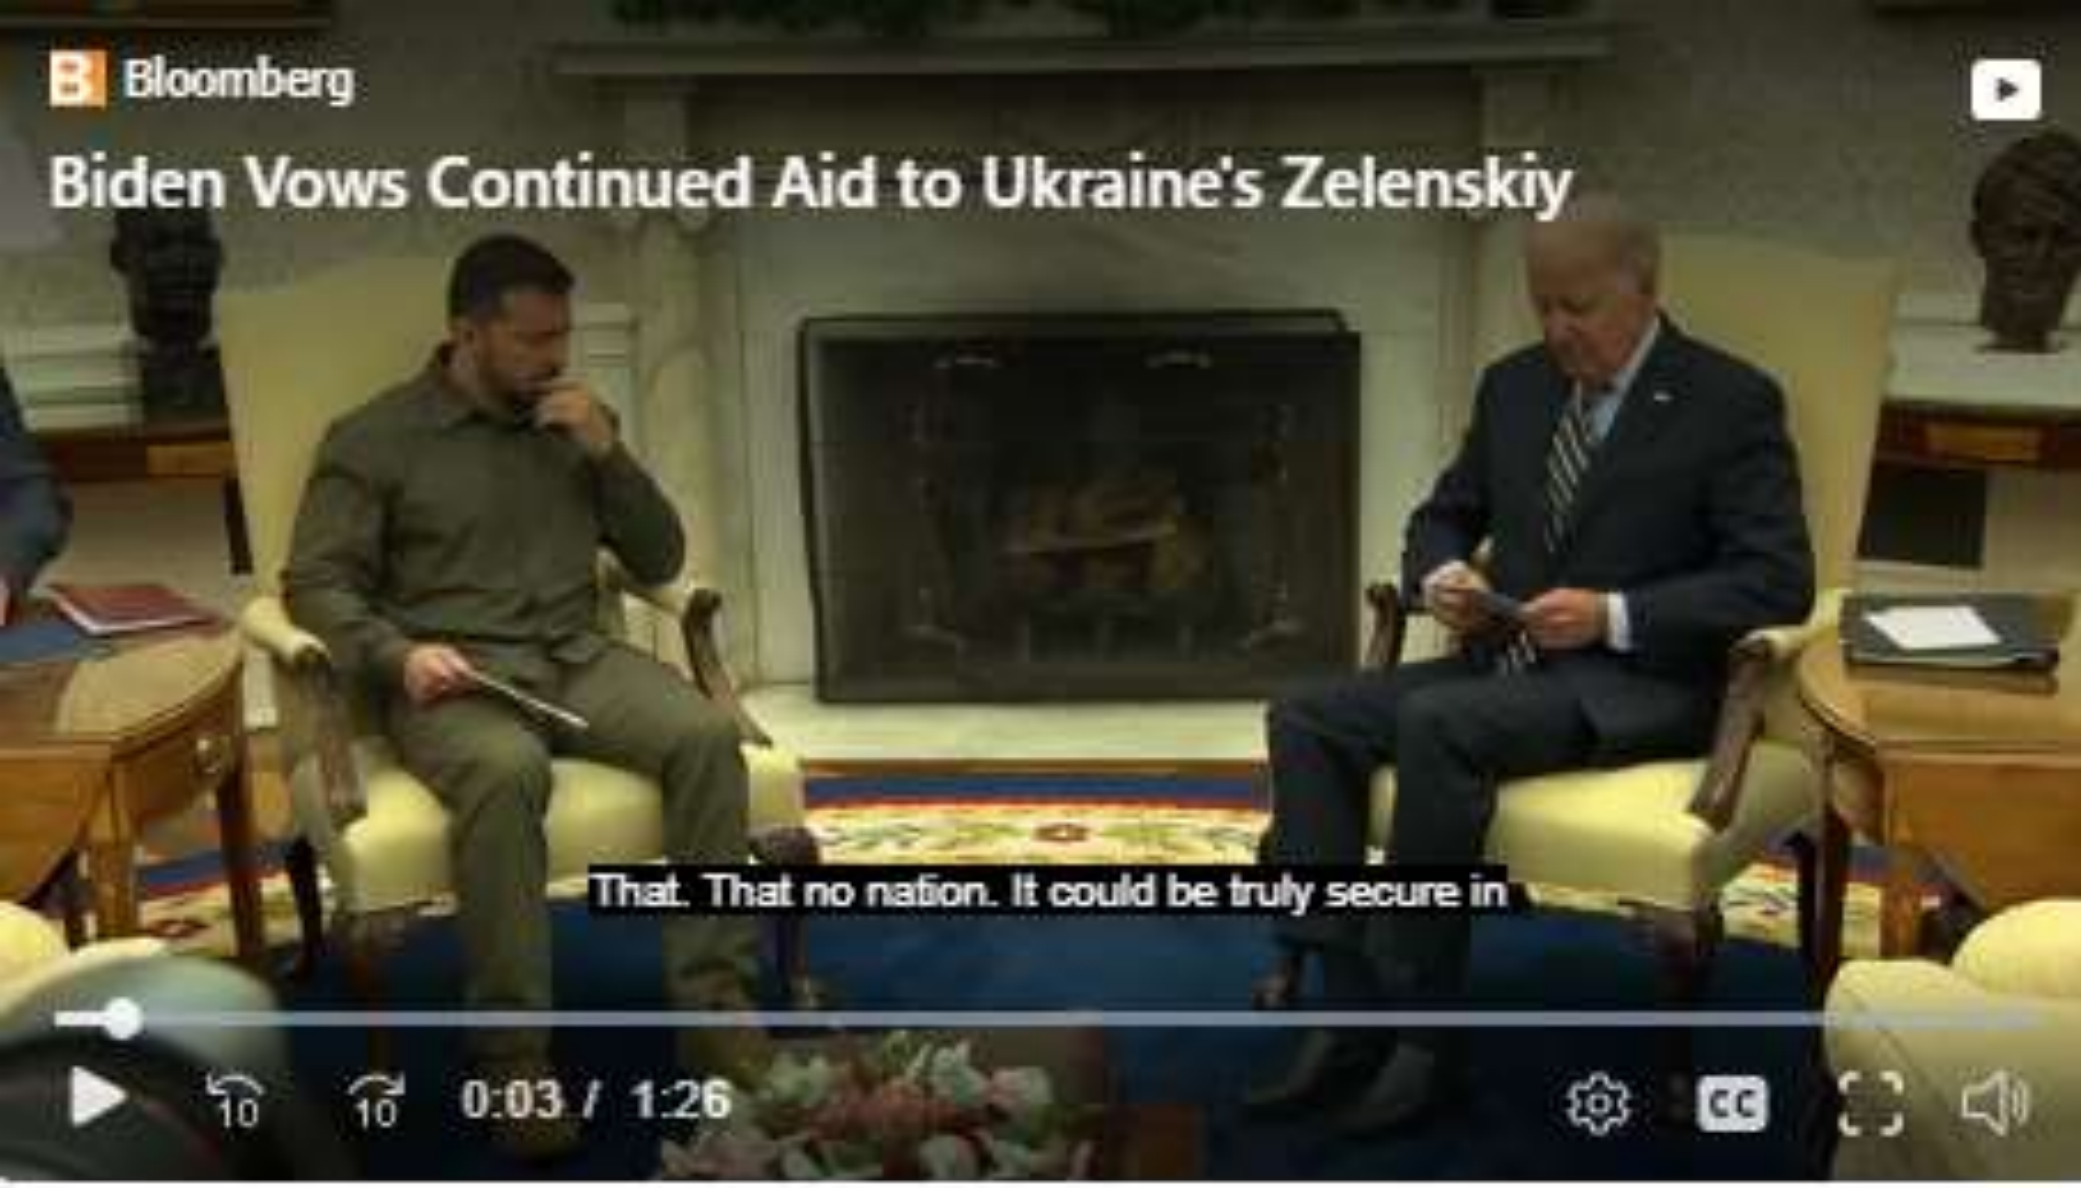 B Bloomberg
Biden Vows Continued Aid to Ukraine's Zelenskiy
That. That no nation. It could be truly secure in
10
10
0:03 / 1:26
CC